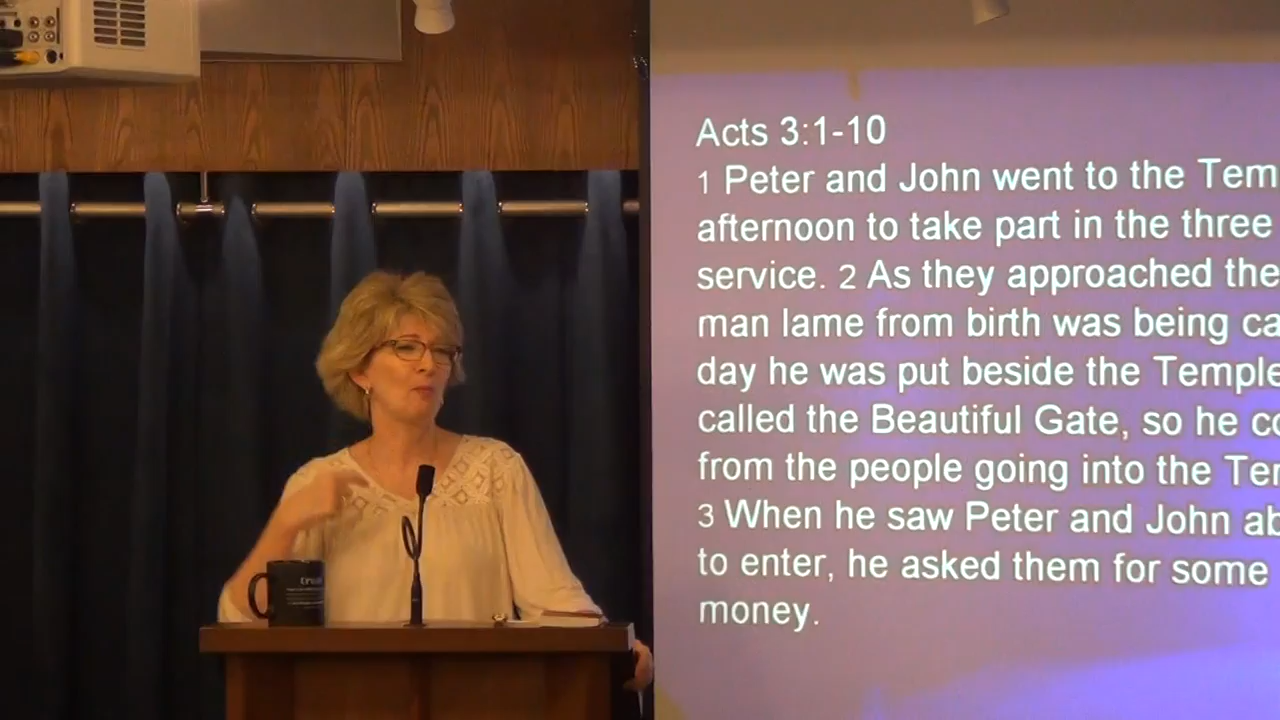 Acts 3:1-10
1 Peter and John went to the Tem
afternoon to take part in the three
service. 2 As they approached the
man lame from birth was being ca
day he was put beside the Temple
called the Beautiful Gate, so he co
from the people going into the Te
3 When he saw Peter and John ab
to enter, he asked them for some
money.